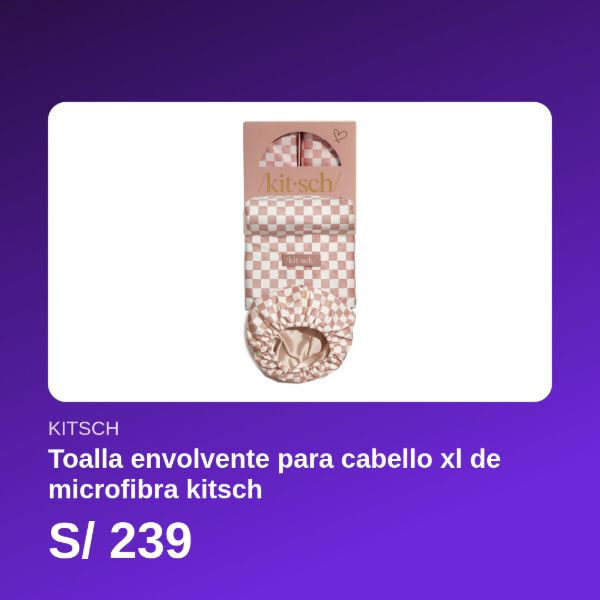 /kit·sch/
/kit·sch/
KITSCH
Toalla envolvente para cabello xl de
microfibra kitsch
S/ 239